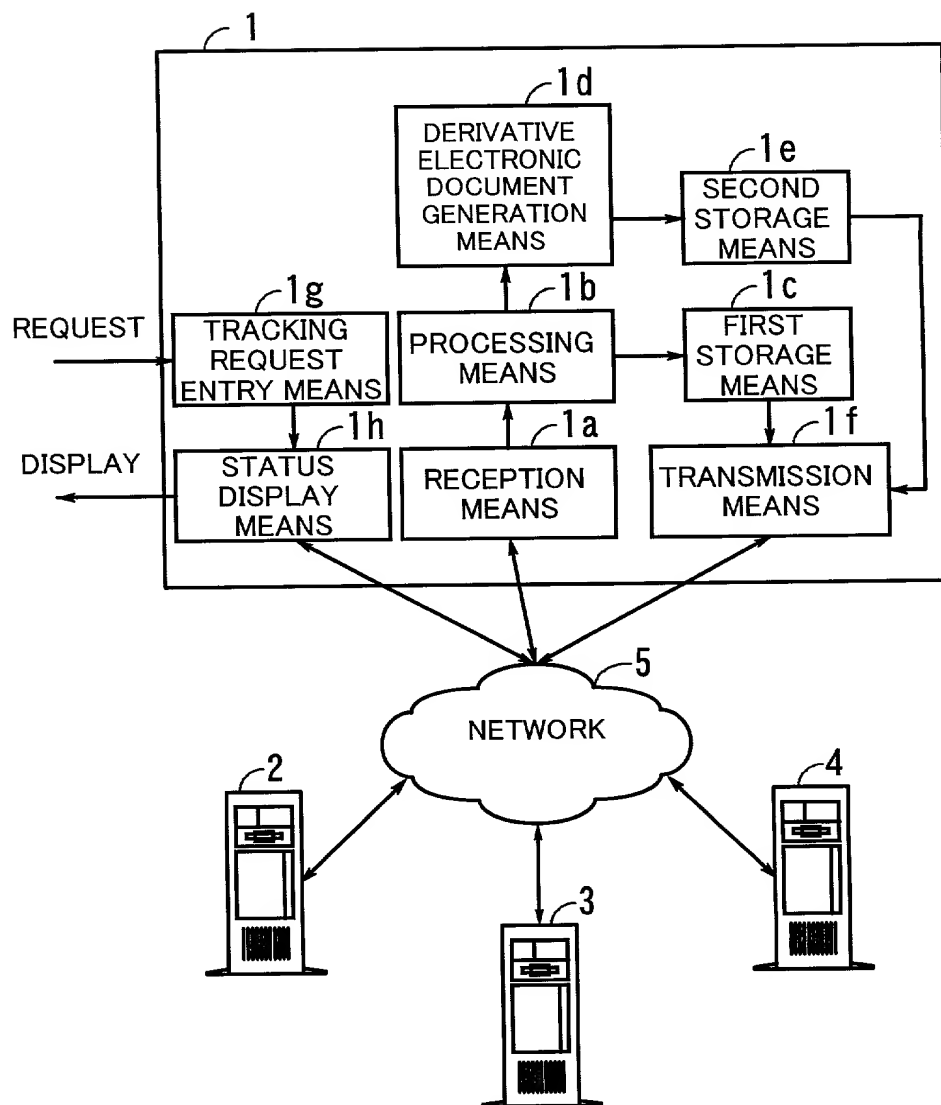 1
1d
DERIVATIVE
ELECTRONIC
DOCUMENT
GENERATION
MEANS
1e
SECOND
STORAGE
MEANS
1g
TRACKING
REQUEST
ENTRY MEANS
1b
PROCESSING
MEANS
1c
FIRST
STORAGE
MEANS
REQUEST
1h
STATUS
DISPLAY
MEANS
1a
RECEPTION
MEANS
1f
TRANSMISSION
MEANS
DISPLAY
5
NETWORK
2
4
3